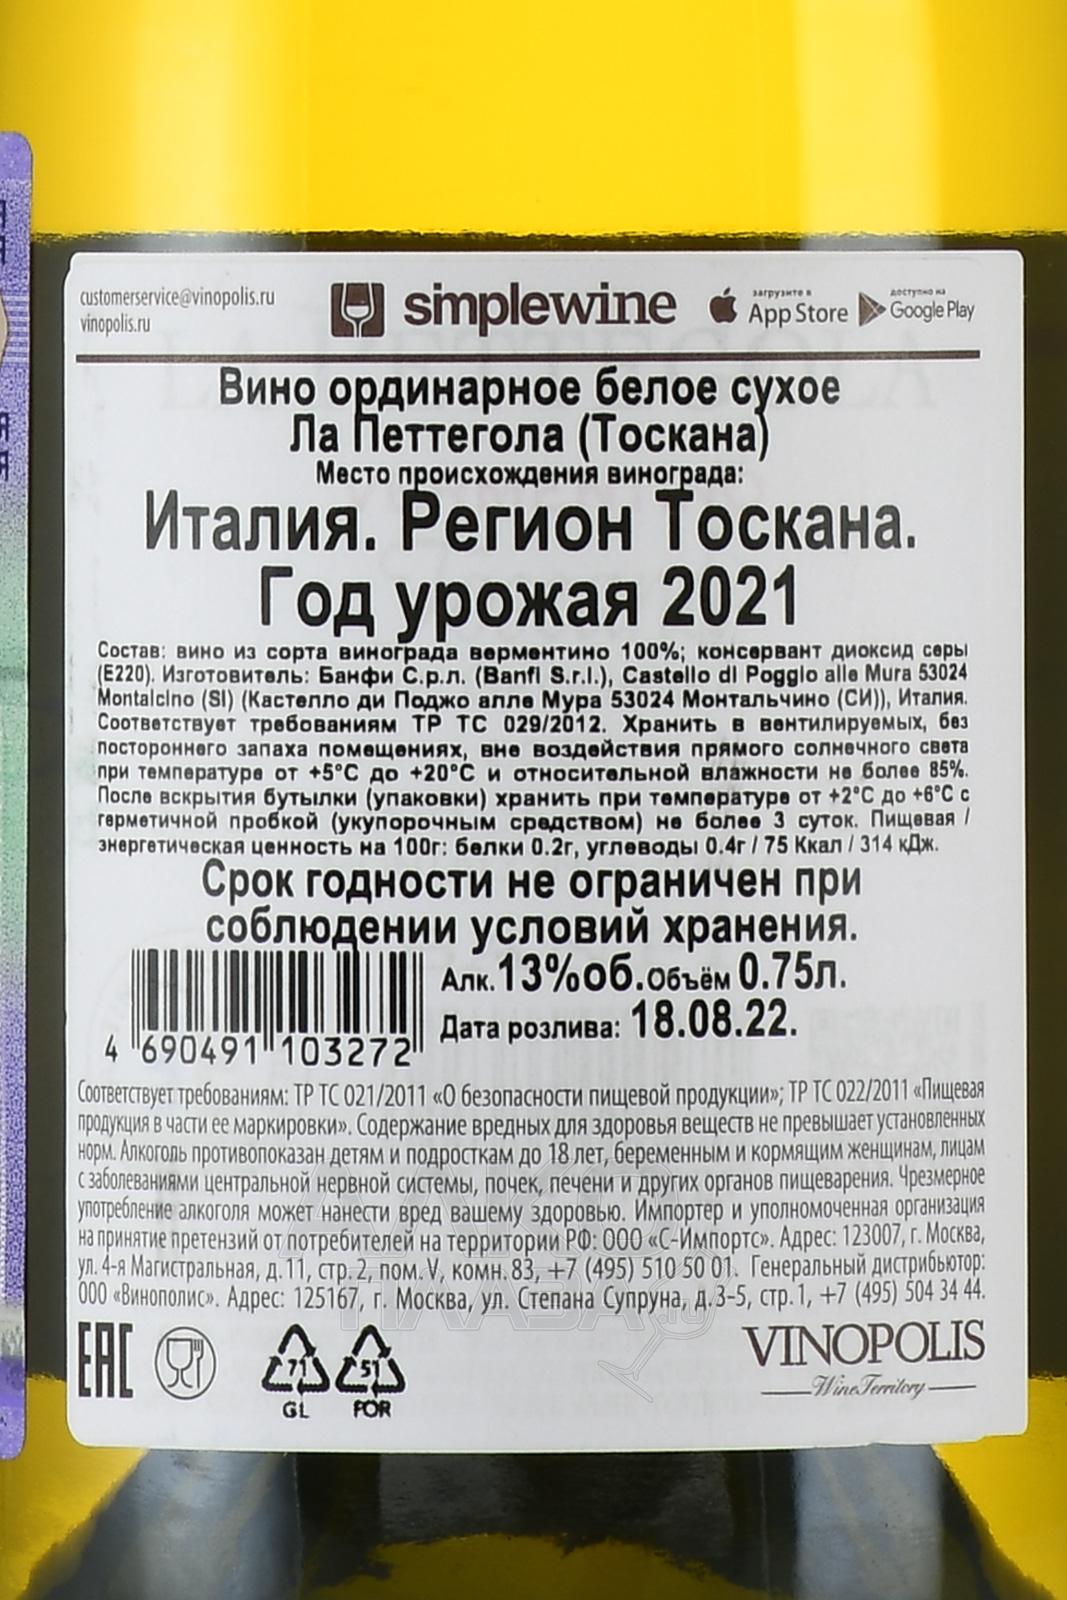 customerservice@vinopolis.ru
vinopolis.ru
simplewine
загрузите в
App Store
доступно на
Google Play
Вино ординарное белое сухое
Ла Петтегола (Тоскана)
Место происхождения винограда:
Италия. Регион Тоскана.
Год урожая 2021
Состав: вино из сорта винограда верментино 100%; консервант диоксид серы
(Е220). Изготовитель: Банфи С.р.л. (Banfi S.r.l.), Castello di Poggio alle Mura 53024
Montalcino (SI) (Кастелло ди Поджо алле Мура 53024 Монтальчино (СИ)), Италия.
Соответствует требованиям ТР ТС 029/2012. Хранить в вентилируемых, без
постороннего запаха помещениях, вне воздействия прямого солнечного света
при температуре от +5°С до +20°С и относительной влажности не более 85%.
После вскрытия бутылки (упаковки) хранить при температуре от +2°С до +6°С с
герметичной пробкой (укупорочным средством) не более 3 суток. Пищевая /
энергетическая ценность на 100г: белки 0.2г, углеводы 0.4г / 75 Ккал / 314 кДж.
Срок годности не ограничен при
соблюдении условий хранения.
Алк. 13%об. Объём 0.75л.
Дата розлива: 18.08.22.
4 690491 103272
Соответствует требованиям: ТР ТС 021/2011 «О безопасности пищевой продукции»; ТР ТС 022/2011 «Пищевая
продукция в части ее маркировки». Содержание вредных для здоровья веществ не превышает установленных
норм. Алкоголь противопоказан детям и подросткам до 18 лет, беременным и кормящим женщинам, лицам
с заболеваниями центральной нервной системы, почек, печени и других органов пищеварения. Чрезмерное
употребление алкоголя может нанести вред вашему здоровью. Импортер и уполномоченная организация
на принятие претензий от потребителей на территории РФ: ООО «С-Импортс». Адрес: 123007, г. Москва,
ул. 4-я Магистральная, д. 11, стр. 2, пом. V, комн. 83, +7 (495) 510 50 01. Генеральный дистрибьютор:
ООО «Винополис». Адрес: 125167, г. Москва, ул. Степана Супруна, д. 3-5, стр. 1, +7 (495) 504 34 44.
EAC
71
GL
51
FOR
VINOPOLIS
Wine Territory
АЛКО
ПЛАЗА.ru